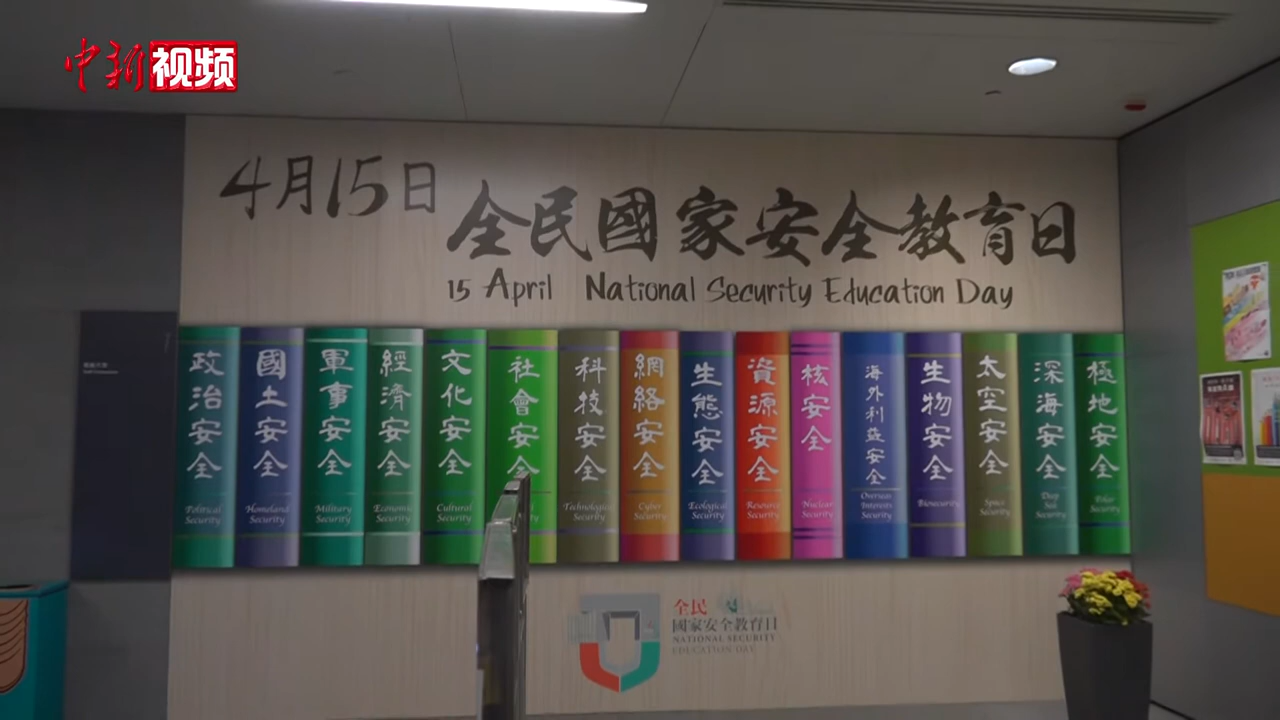 中新视频
4月15日
全民國家安全教育日
15 April National Security Education Day
政治安全
Political Security
國土安全
Homeland Security
軍事安全
Military Security
經濟安全
Economic Security
文化安全
Cultural Security
社會安全
Security
科技安全
Security
網絡安全
Cyber Security
生態安全
Ecological Security
資源安全
Resource Security
核安全
Nuclear Security
海外利益安全
Overseas Interests Security
生物安全
Biosecurity
太空安全
Space Security
深海安全
Deep Sea Security
極地安全
Polar Security
全民
國家安全教育日
NATIONAL SECURITY
EDUCATION DAY